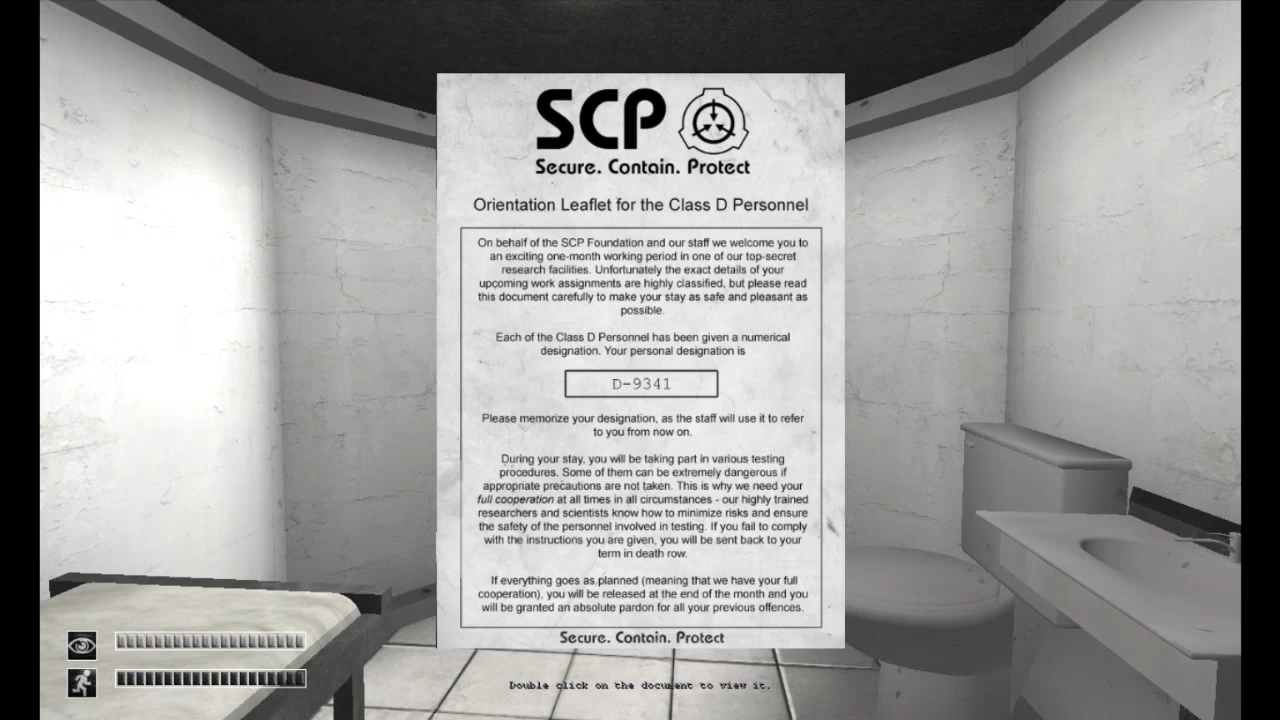 SCP
Secure. Contain. Protect
Orientation Leaflet for the Class D Personnel
On behalf of the SCP Foundation and our staff we welcome you to
an exciting one-month working period in one of our top-secret
research facilities. Unfortunately the exact details of your
upcoming work assignments are highly classified, but please read
this document carefully to make your stay as safe and pleasant as
possible.
Each of the Class D Personnel has been given a numerical
designation. Your personal designation is
D-9341
Please memorize your designation, as the staff will use it to refer
to you from now on.
During your stay, you will be taking part in various testing
procedures. Some of them can be extremely dangerous if
appropriate precautions are not taken. This is why we need your
full cooperation at all times in all circumstances - our highly trained
researchers and scientists know how to minimize risks and ensure
the safety of the personnel involved in testing. If you fail to comply
with the instructions you are given, you will be sent back to your
term in death row.
If everything goes as planned (meaning that we have your full
cooperation), you will be released at the end of the month and you
will be granted an absolute pardon for all your previous offences.
Secure. Contain. Protect
Double click on the document to view it.